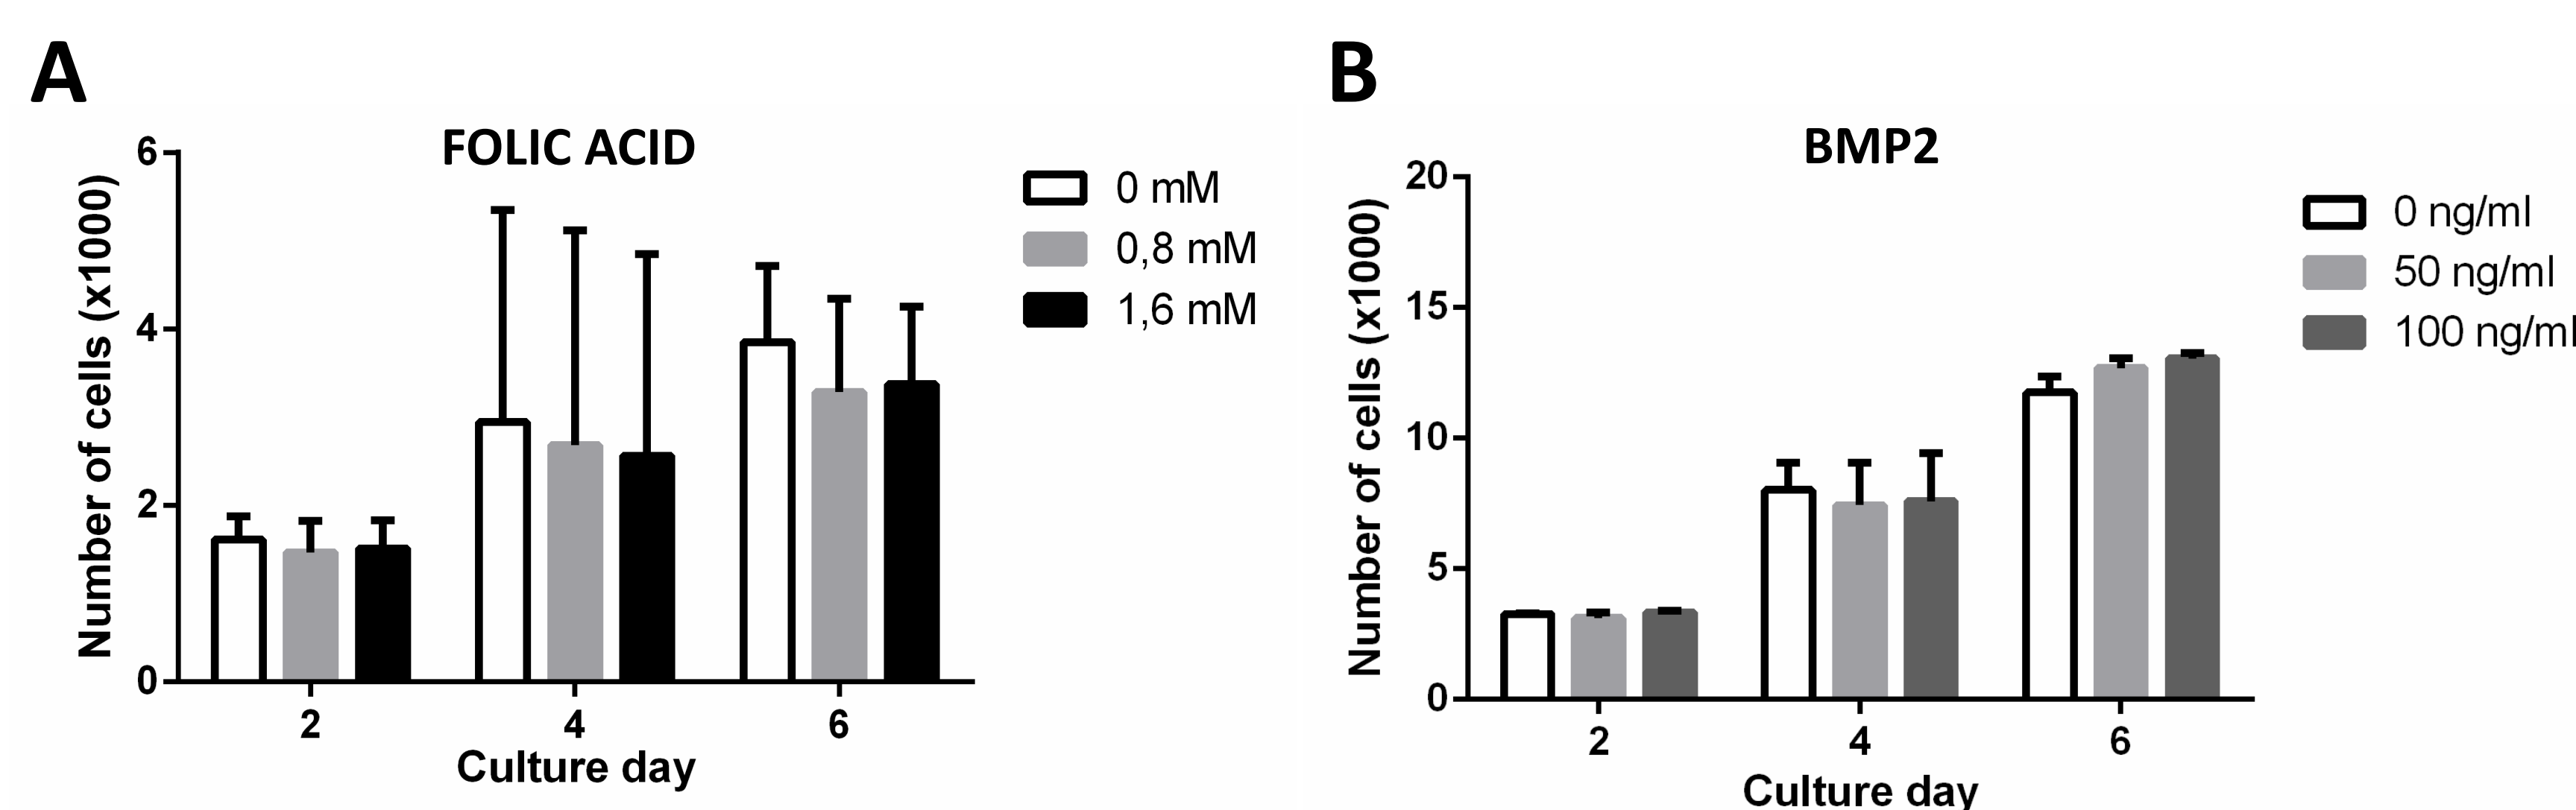 A
FOLIC ACID
Number of cells (x1000)
6
4
2
0
2 4 6
Culture day
0 mM
0,8 mM
1,6 mM
B
BMP2
Number of cells (x1000)
20
15
10
5
0
2 4 6
Culture day
0 ng/ml
50 ng/ml
100 ng/ml